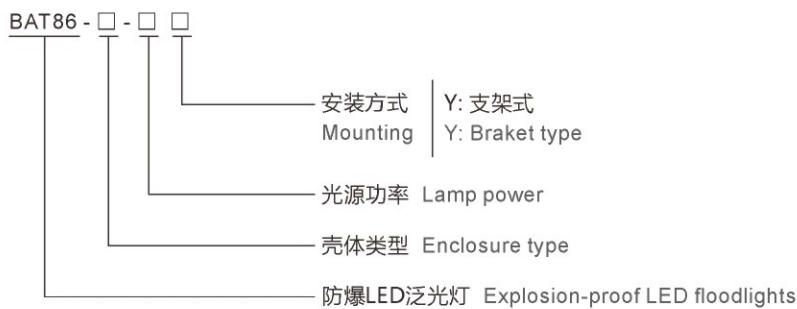 BAT86 - □ - □ □
安装方式 Y: 支架式
Mounting Y: Braket type
光源功率 Lamp power
壳体类型 Enclosure type
防爆LED泛光灯 Explosion-proof LED floodlights